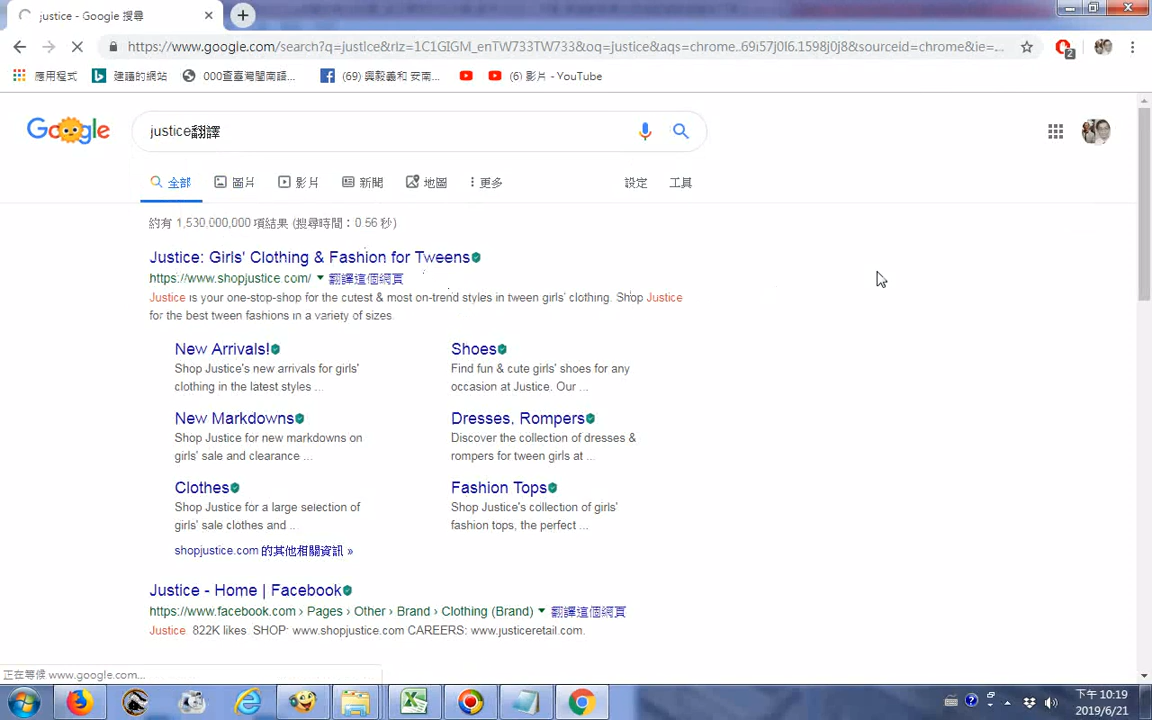 justice - Google 搜尋
https://www.google.com/search?q=justice&rlz=1C1GIGM_enTW733TW733&oq=justice&aqs=chrome..69i57j0l6.1598j0j8&sourceid=chrome&ie=...
應用程式 建議的網站 000查臺灣閩南語... (69) 興毅義和 安南... (6) 影片 - YouTube
Google justice翻譯
全部 圖片 影片 新聞 地圖 更多 設定 工具
約有 1,530,000,000 項結果 (搜尋時間：0.56 秒)
Justice: Girls' Clothing & Fashion for Tweens
https://www.shopjustice.com/ 翻譯這個網頁
Justice is your one-stop-shop for the cutest & most on-trend styles in tween girls' clothing. Shop Justice
for the best tween fashions in a variety of sizes.
New Arrivals!
Shop Justice's new arrivals for girls'
clothing in the latest styles ...
Shoes
Find fun & cute girls' shoes for any
occasion at Justice. Our ...
New Markdowns
Shop Justice for new markdowns on
girls' sale and clearance ...
Dresses, Rompers
Discover the collection of dresses &
rompers for tween girls at ...
Clothes
Shop Justice for a large selection of
girls' sale clothes and ...
Fashion Tops
Shop Justice's collection of girls'
fashion tops, the perfect ...
shopjustice.com 的其他相關資訊 »
Justice - Home | Facebook
https://www.facebook.com › Pages › Other › Brand › Clothing (Brand) 翻譯這個網頁
Justice. 822K likes. SHOP: www.shopjustice.com CAREERS: www.justiceretail.com.
正在等候 www.google.com...
下午 10:19
2019/6/21